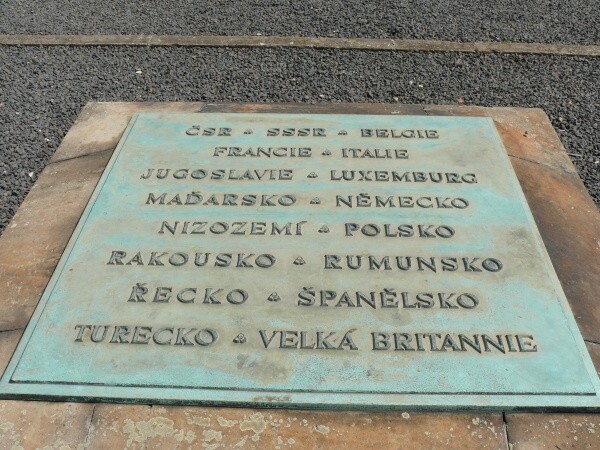 ČSR SSSR BELGIE
FRANCIE ITALIE
JUGOSLAVIE LUXEMBURG
MAĎARSKO NĚMECKO
NIZOZEMÍ POLSKO
RAKOUSKO RUMUNSKO
ŘECKO ŠPANĚLSKO
TURECKO VELKÁ BRITANNIE